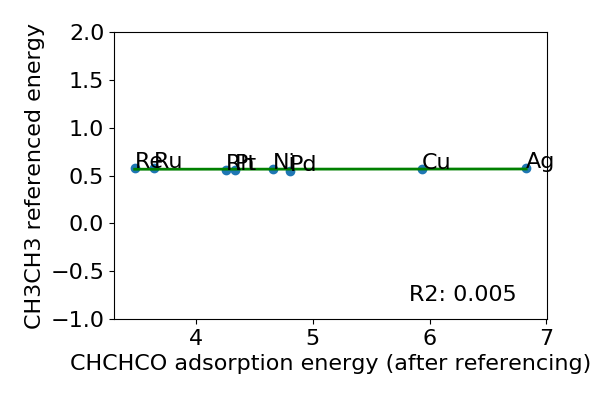 2.0
1.5
1.0
0.5
0.0
−0.5
−1.0
CH3CH3 referenced energy
Re
Ru
Rh
Pt
Ni
Pd
Cu
Ag
R2: 0.005
4
5
6
7
CHCHCO adsorption energy (after referencing)